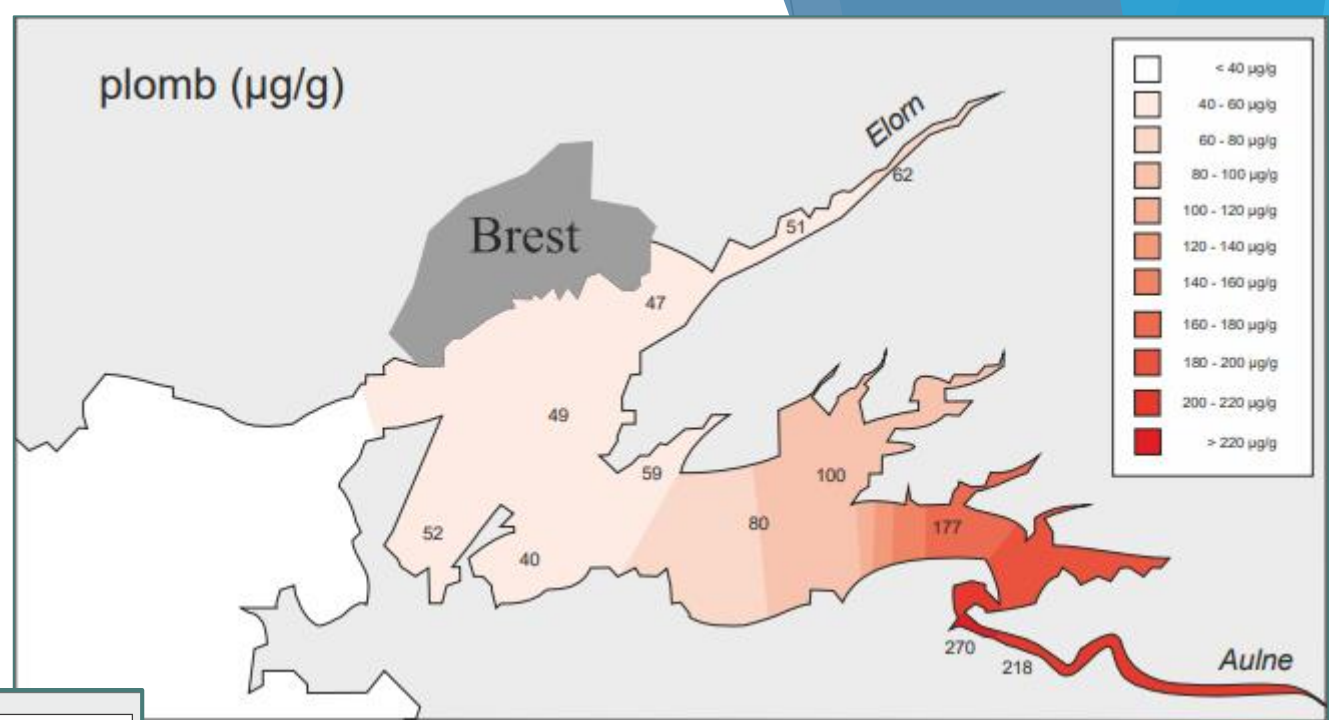 plomb (µg/g)
< 40 µg/g
40 - 60 µg/g
60 - 80 µg/g
80 - 100 µg/g
100 - 120 µg/g
120 - 140 µg/g
140 - 160 µg/g
160 - 180 µg/g
180 - 200 µg/g
200 - 220 µg/g
> 220 µg/g
Elorn
62
51
Brest
47
49
59
100
80
177
52
40
270
218
Aulne